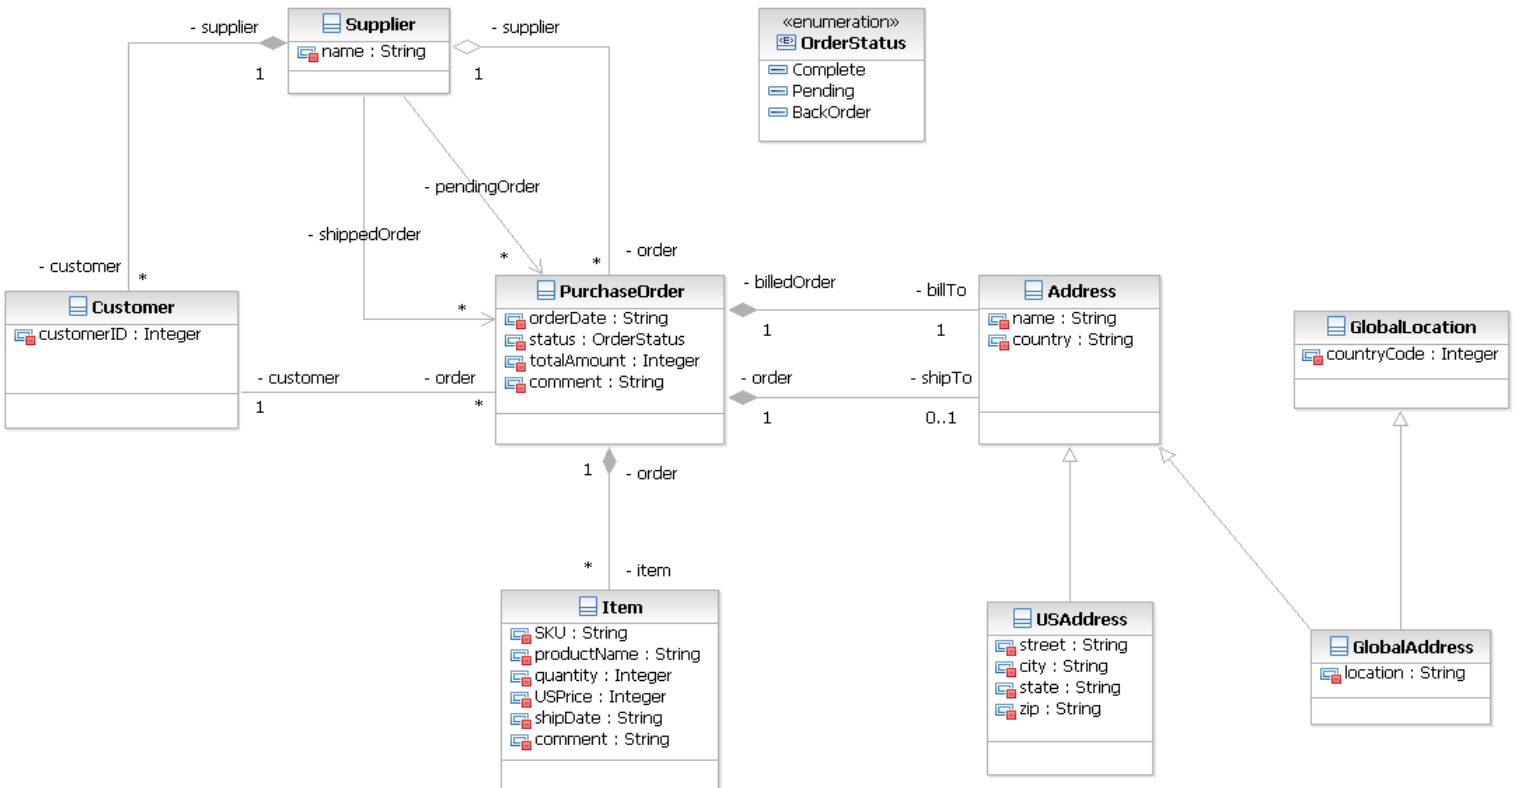 - supplier
Supplier
- supplier
name : String
1
1
«enumeration»
OrderStatus
Complete
Pending
BackOrder
- pendingOrder
- shippedOrder
- customer
*
*
*
- order
Customer
customerID : Integer
*
PurchaseOrder
orderDate : String
status : OrderStatus
totalAmount : Integer
comment : String
- billedOrder
- billTo
1
1
Address
name : String
country : String
GlobalLocation
countryCode : Integer
- customer
- order
1
*
- order
- shipTo
1
0..1
1
- order
*
- item
Item
SKU : String
productName : String
quantity : Integer
USPrice : Integer
shipDate : String
comment : String
USAddress
street : String
city : String
state : String
zip : String
GlobalAddress
location : String